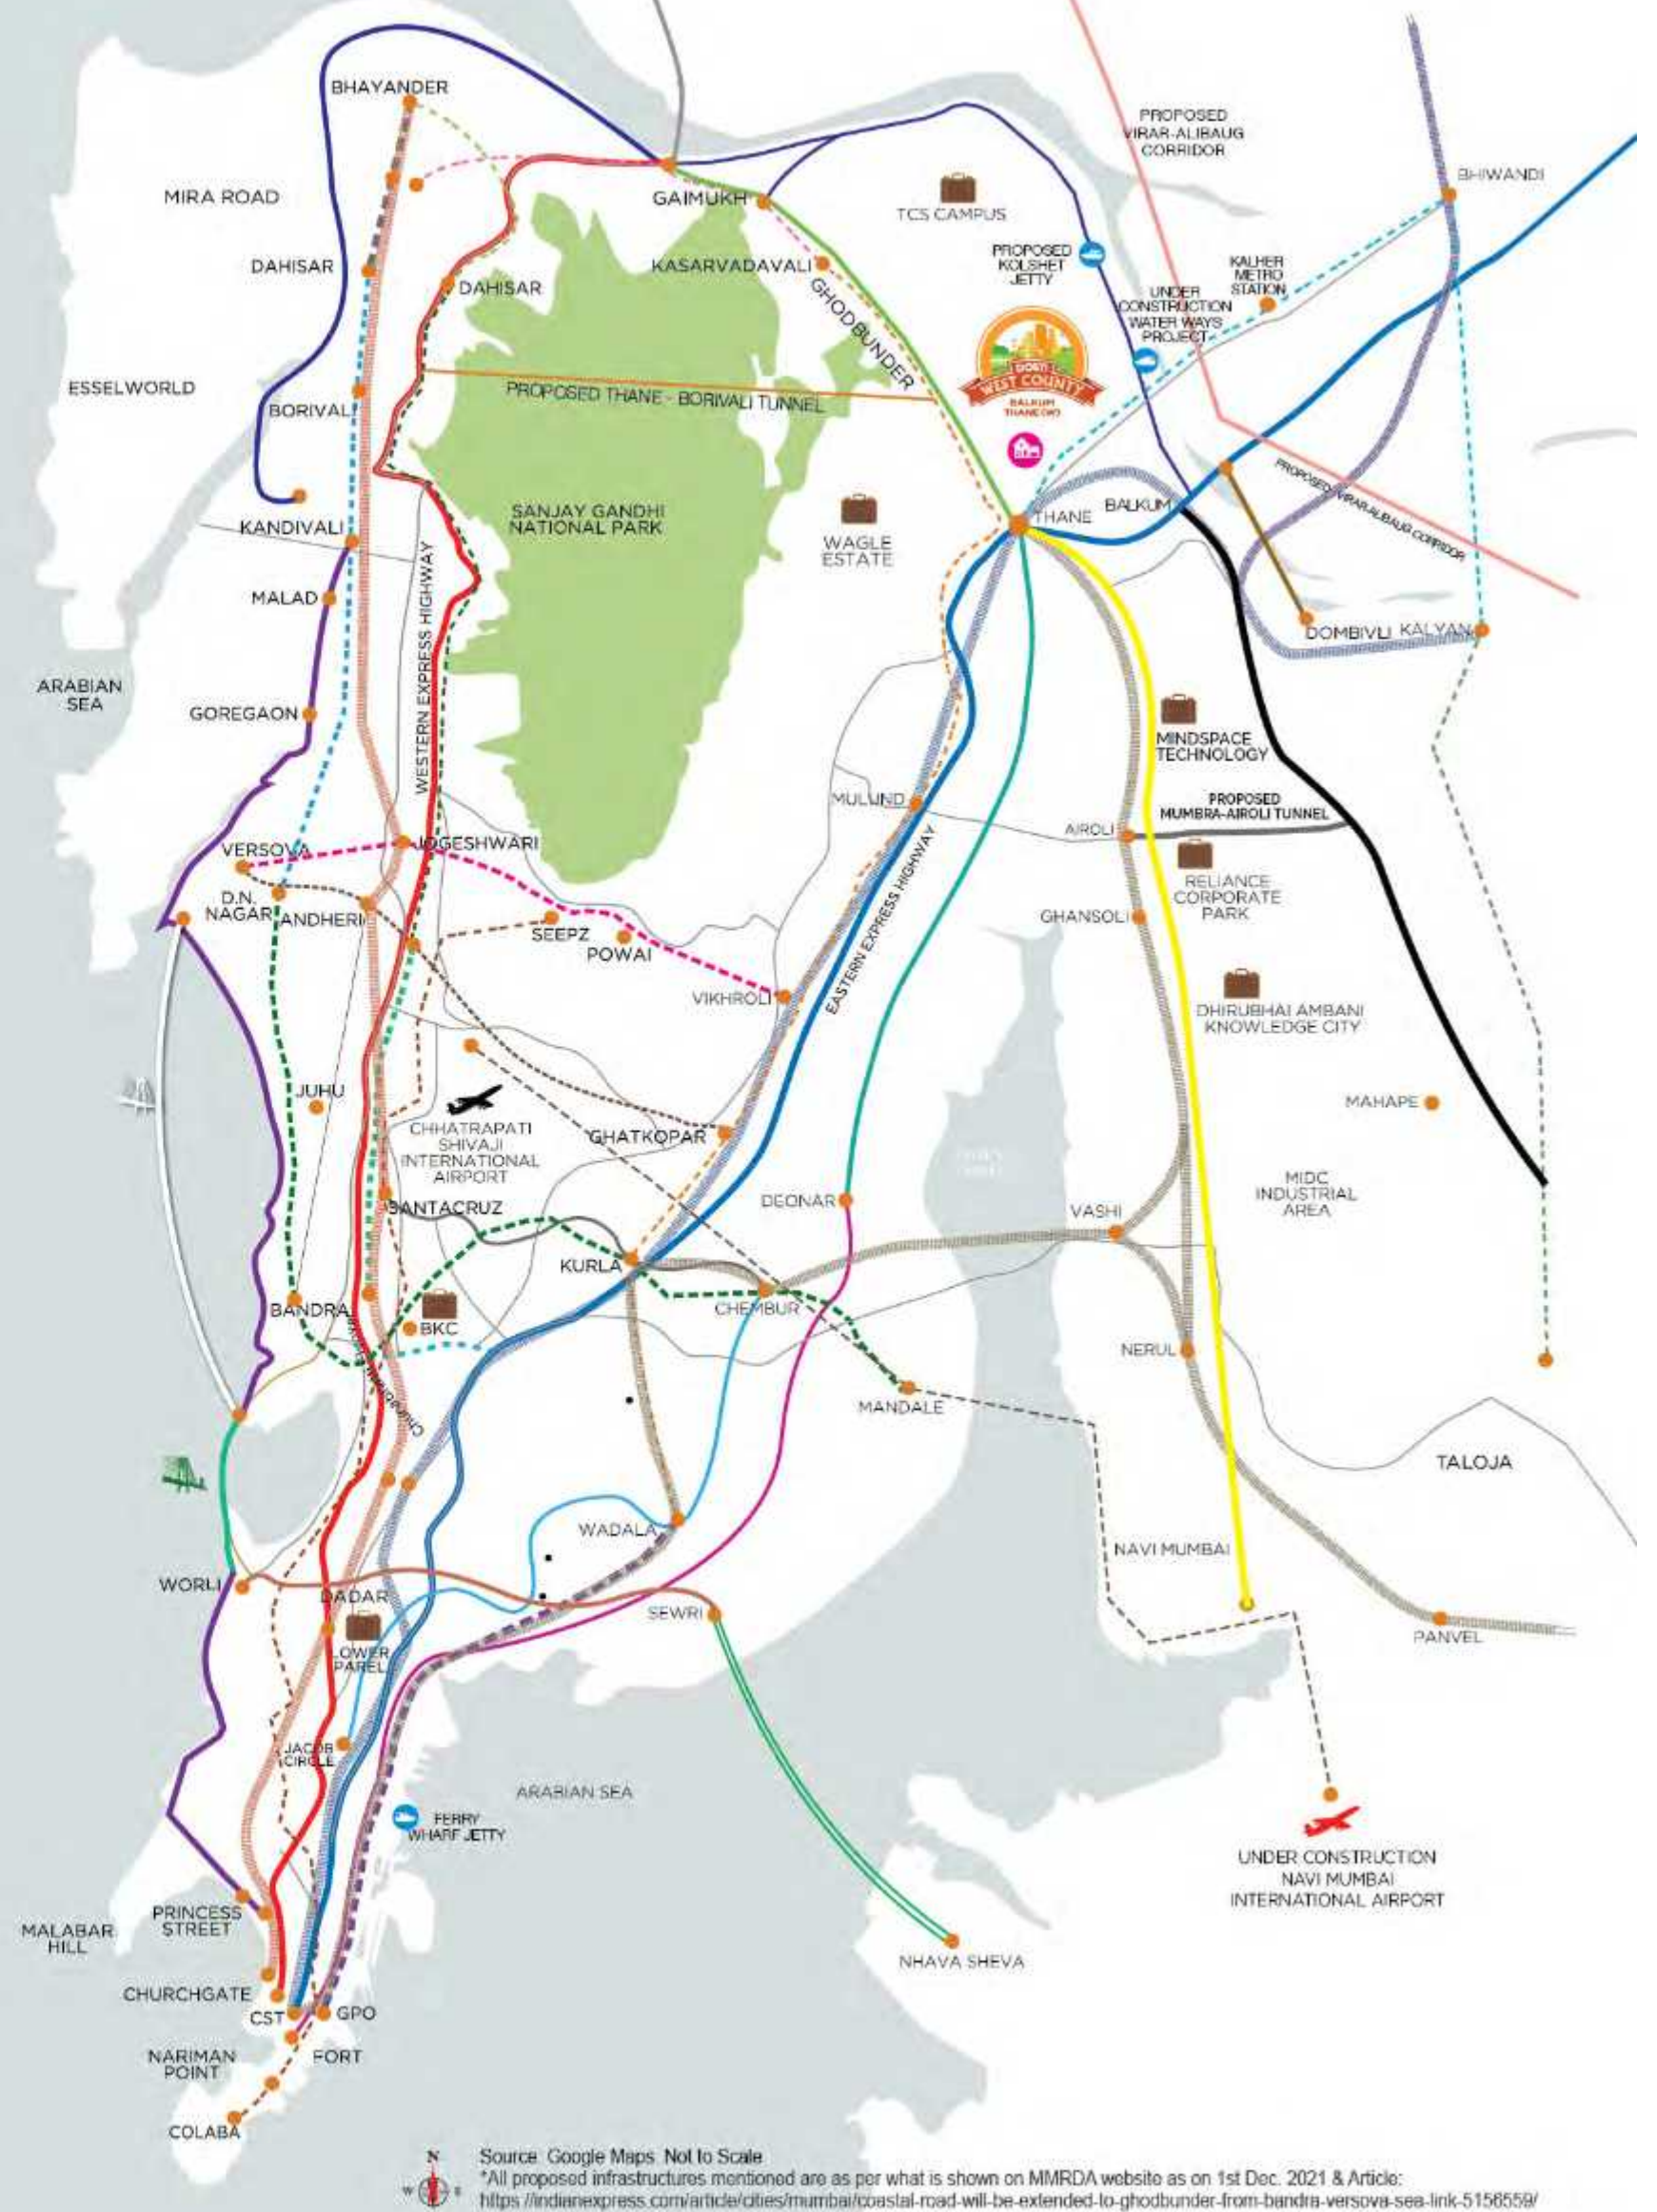 BHAYANDER
PROPOSED
VIRAR-ALIBAUG
CORRIDOR
BHIWANDI
MIRA ROAD
GAIMUKH
TCS CAMPUS
DAHISAR
DAHISAR
KASARVADAVALI
PROPOSED
KOLSHET
JETTY
KALHER
METRO
STATION
GHODBUNDER
UNDER
CONSTRUCTION
WATER WAYS
PROJECT
DOSTI
WEST COUNTY
BALKUM
THANE (W)
ESSELWORLD
PROPOSED THANE - BORIVALI TUNNEL
BORIVALI
KANDIVALI
SANJAY GANDHI
NATIONAL PARK
WAGLE
ESTATE
THANE
BALKUM
PROPOSED VIRAR-ALIBAUG CORRIDOR
MALAD
WESTERN EXPRESS HIGHWAY
DOMBIVLI
KALYAN
ARABIAN
SEA
GOREGAON
MINDSPACE
TECHNOLOGY
MULUND
PROPOSED
MUMBRA-AIROLI TUNNEL
AIROLI
VERSOVA
JOGESHWARI
EASTERN EXPRESS HIGHWAY
RELIANCE
CORPORATE
PARK
D.N.
NAGAR
ANDHERI
SEEPZ
POWAI
GHANSOLI
VIKHROLI
DHIRUBHAI AMBANI
KNOWLEDGE CITY
JUHU
CHHATRAPATI
SHIVAJI
INTERNATIONAL
AIRPORT
GHATKOPAR
MAHAPE
SANTACRUZ
DEONAR
VASHI
MIDC
INDUSTRIAL
AREA
KURLA
BANDRA
BKC
CHEMBUR
NERUL
Chunabhatti
MANDALE
TALOJA
WADALA
NAVI MUMBAI
WORLI
DADAR
SEWRI
LOWER
PAREL
PANVEL
JACOB
CIRCLE
ARABIAN SEA
FERRY
WHARF JETTY
UNDER CONSTRUCTION
NAVI MUMBAI
INTERNATIONAL AIRPORT
PRINCESS
STREET
MALABAR
HILL
NHAVA SHEVA
CHURCHGATE
CST
GPO
NARIMAN
POINT
FORT
COLABA
N
W
E
Source: Google Maps. Not to Scale
*All proposed infrastructures mentioned are as per what is shown on MMRDA website as on 1st Dec. 2021 & Article:
https://indianexpress.com/article/cities/mumbai/coastal-road-will-be-extended-to-ghodbunder-from-bandra-versova-sea-link-5156559/